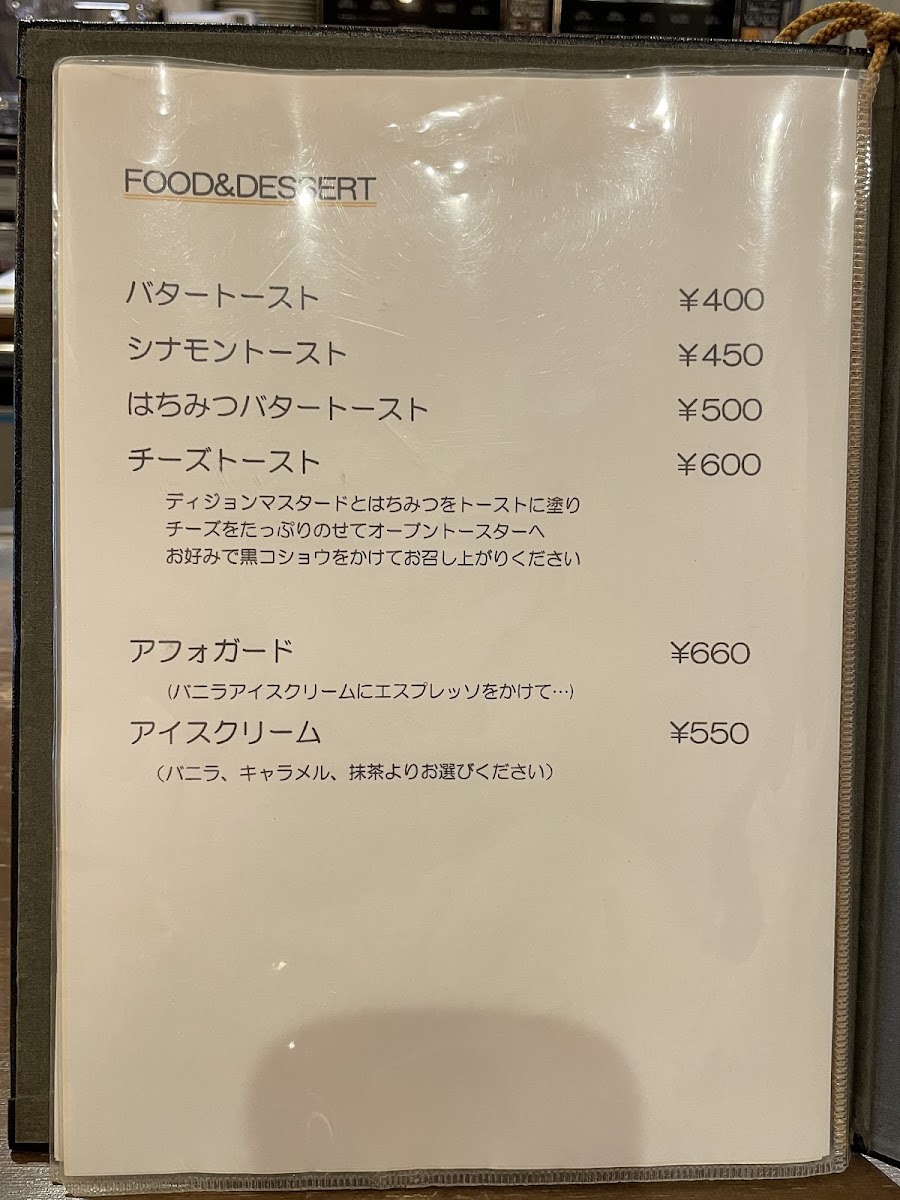 FOOD&DESSERT
バタートースト ¥400
シナモントースト ¥450
はちみつバタートースト ¥500
チーズトースト ¥600
ディジョンマスタードとはちみつをトーストに塗り
チーズをたっぷりのせてオーブントースターへ
お好みで黒コショウをかけてお召し上がりください
アフォガード ¥660
(バニラアイスクリームにエスプレッソをかけて…)
アイスクリーム ¥550
（バニラ、キャラメル、抹茶よりお選びください）